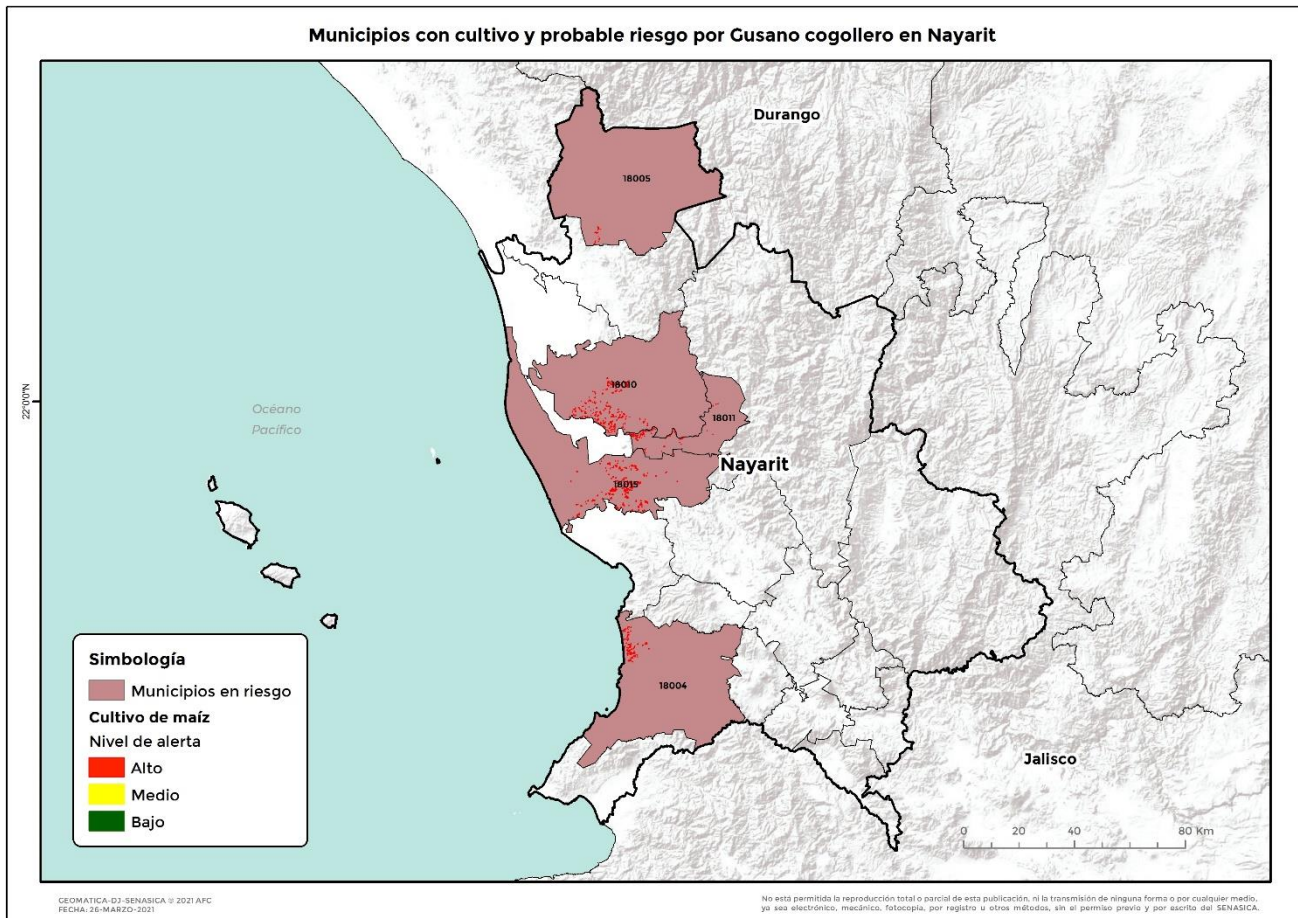 Municipios con cultivo y probable riesgo por Gusano cogollero en Nayarit
Durango
18005
22°0'0"N
Océano
Pacífico
18010
18011
Nayarit
18015
18004
Jalisco
Simbología
Municipios en riesgo
Cultivo de maíz
Nivel de alerta
Alto
Medio
Bajo
0 20 40 80 Km
GEOMATICA-DJ-SENASICA © 2021 AFC
FECHA: 26-MARZO-2021
No está permitida la reproducción total o parcial de esta publicación, ni la transmisión de ninguna forma o por cualquier medio,
ya sea electrónico, mecánico, fotocopia, por registro u otros métodos, sin el permiso previo y por escrito del SENASICA.